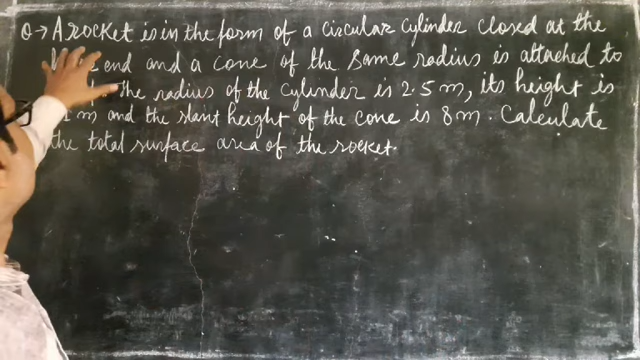 Q → A rocket is in the form of a circular cylinder closed at the
end and a cone of the same radius is attached to
the radius of the cylinder is 2.5 m, its height is
m and the slant height of the cone is 8 m. Calculate
the total surface area of the rocket.